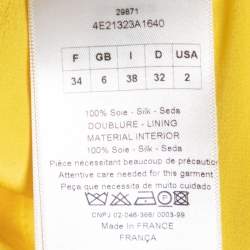 29871
4E21323A1640
F GB I D USA
34 6 38 32 2
100% Soie - Silk - Seda
DOUBLURE - LINING
MATERIAL INTERIOR
100% Soie - Silk - Seda
Pièce nécessitant beaucoup de précaution
Attentive care needed for this garment
Peça que necessita de muito cuidado
CNPJ 02-046-366/ 0003-99
Made in FRANCE
FRANÇA